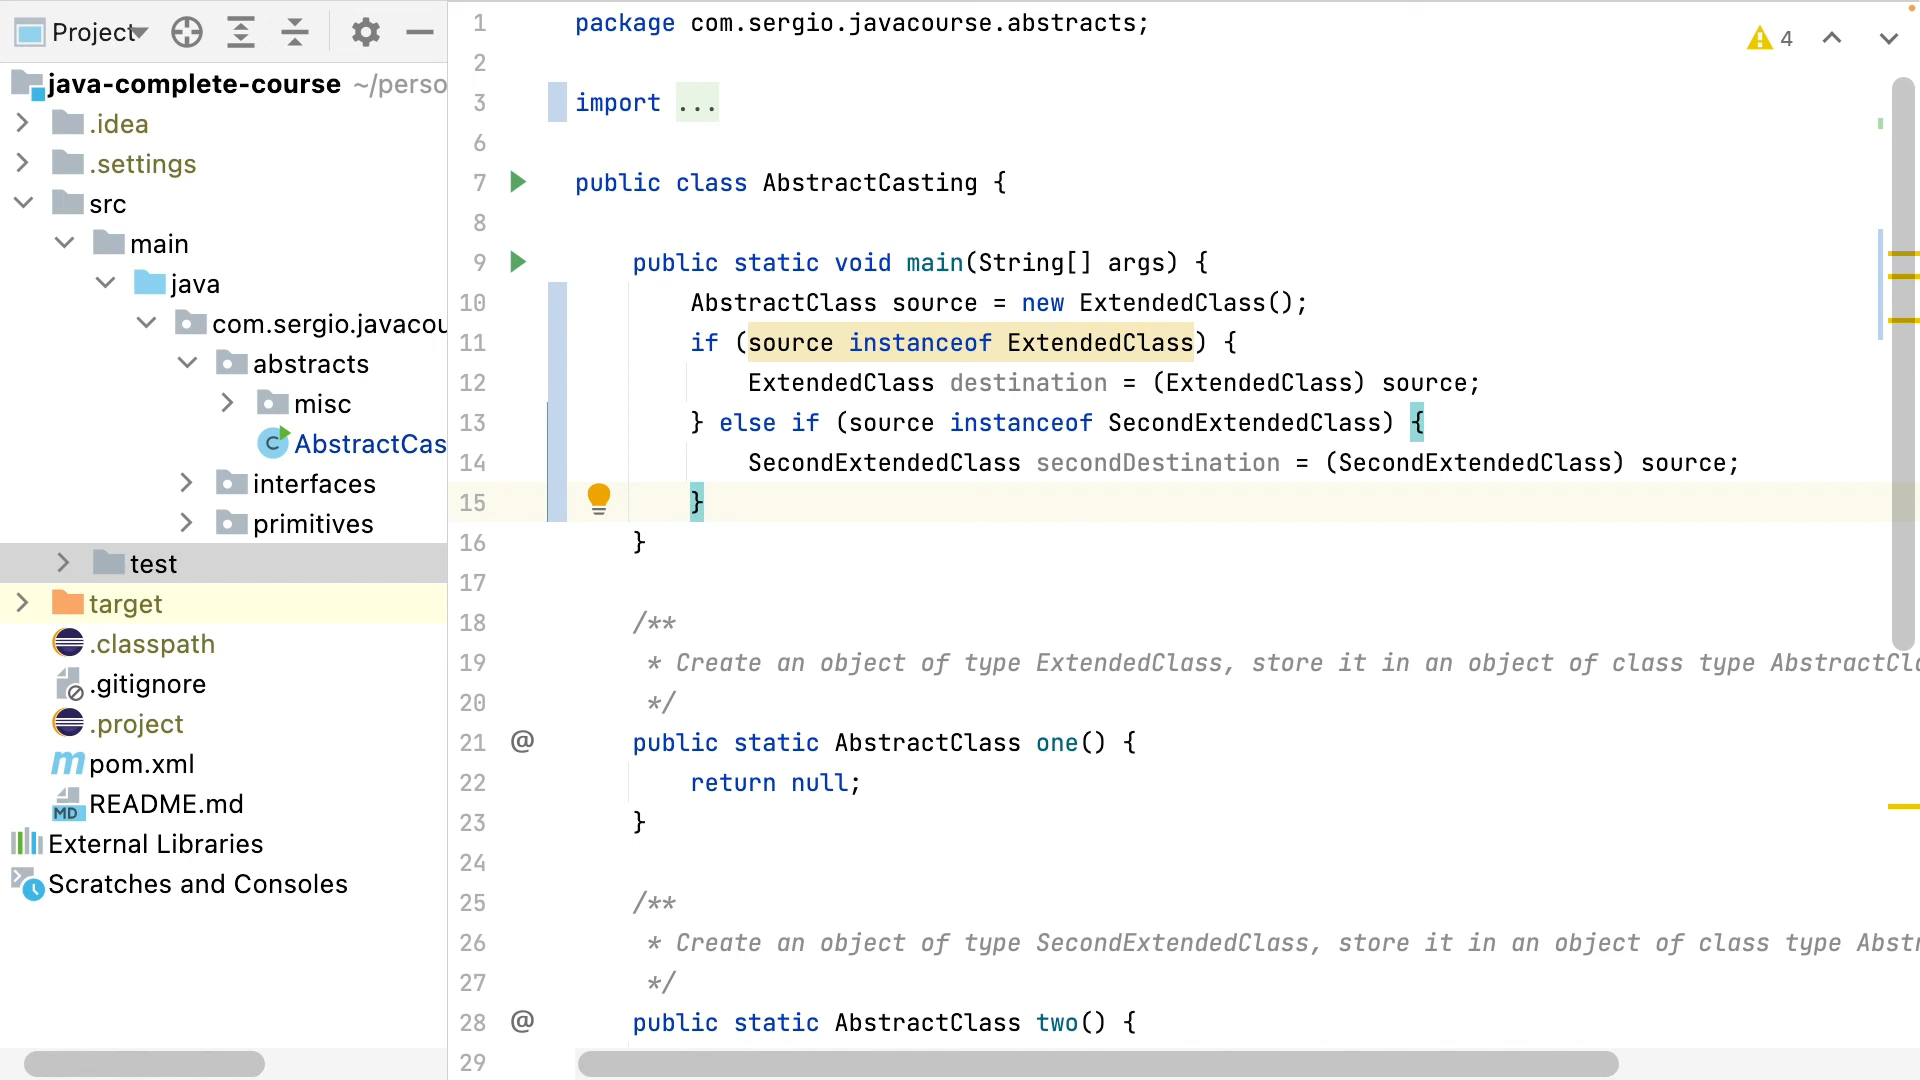 Project
java-complete-course ~/perso
.idea
.settings
src
main
java
com.sergio.javacou
abstracts
misc
AbstractCas
interfaces
primitives
test
target
.classpath
.gitignore
.project
pom.xml
README.md
External Libraries
Scratches and Consoles
4
1 package com.sergio.javacourse.abstracts;
2
3 import ...
6
7 public class AbstractCasting {
8
9 public static void main(String[] args) {
10 AbstractClass source = new ExtendedClass();
11 if (source instanceof ExtendedClass) {
12 ExtendedClass destination = (ExtendedClass) source;
13 } else if (source instanceof SecondExtendedClass) {
14 SecondExtendedClass secondDestination = (SecondExtendedClass) source;
15 }
16 }
17
18 /**
19 * Create an object of type ExtendedClass, store it in an object of class type AbstractCla
20 */
21 @ public static AbstractClass one() {
22 return null;
23 }
24
25 /**
26 * Create an object of type SecondExtendedClass, store it in an object of class type Abstr
27 */
28 @ public static AbstractClass two() {
29